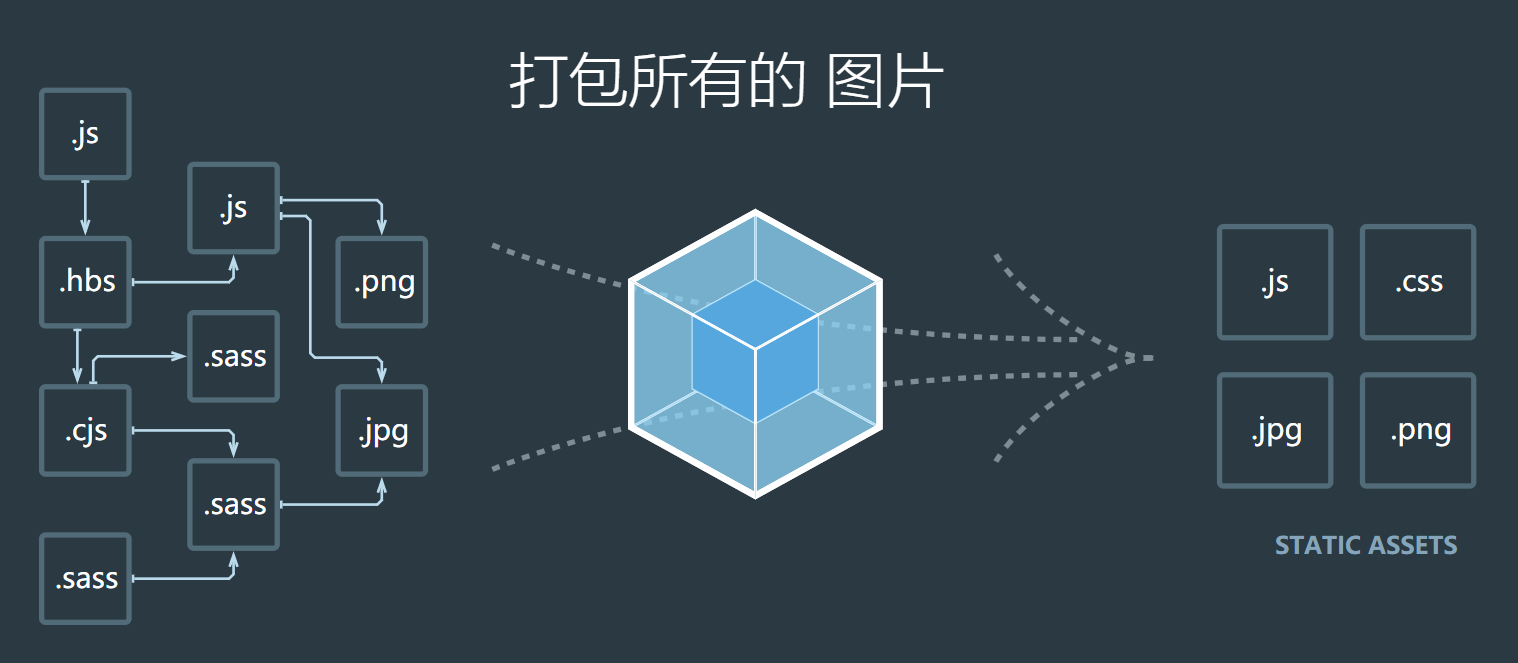 打包所有的 图片
.js
.js
.hbs
.png
.sass
.cjs
.jpg
.sass
.sass
.js
.css
.jpg
.png
STATIC ASSETS